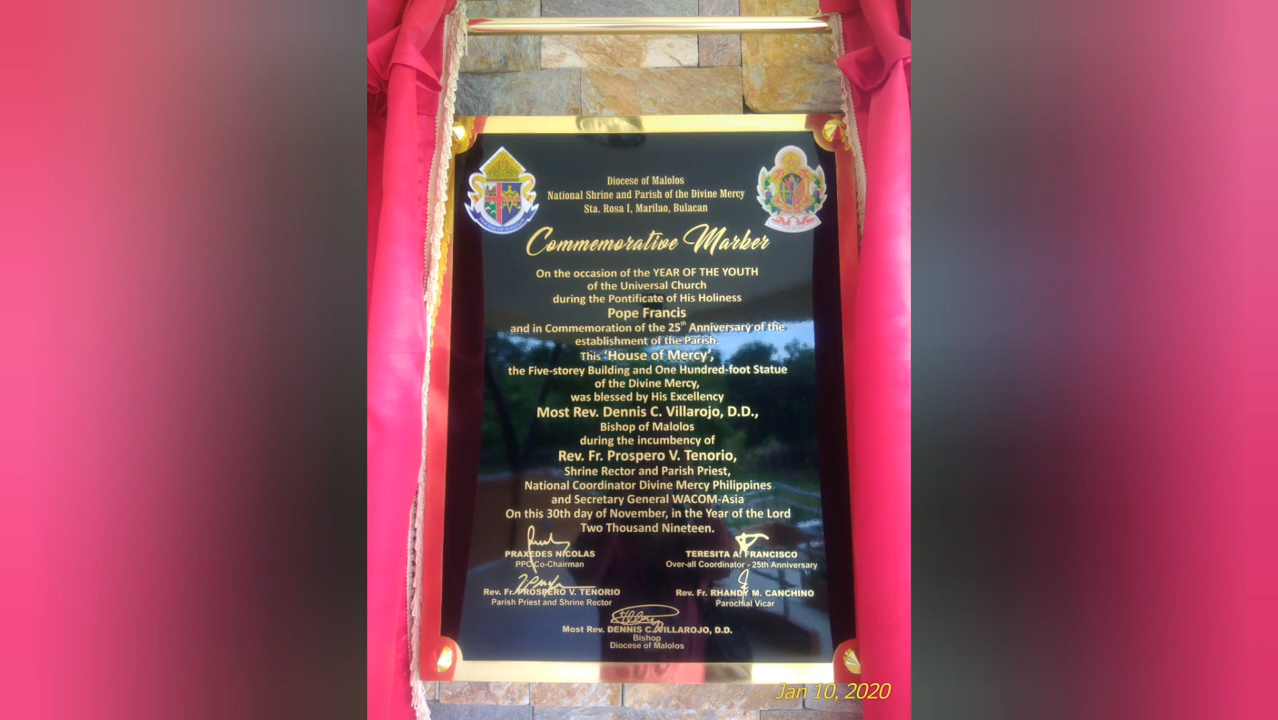 Diocese of Malolos
National Shrine and Parish of the Divine Mercy
Sta. Rosa I, Marilao, Bulacan
Commemorative Marker
On the occasion of the YEAR OF THE YOUTH
of the Universal Church
during the Pontificate of His Holiness
Pope Francis
and in Commemoration of the 25th Anniversary of the
establishment of the Parish,
This ‘House of Mercy’,
the Five-storey Building and One Hundred-foot Statue
of the Divine Mercy,
was blessed by His Excellency
Most Rev. Dennis C. Villarojo, D.D.,
Bishop of Malolos
during the incumbency of
Rev. Fr. Prospero V. Tenorio,
Shrine Rector and Parish Priest,
National Coordinator Divine Mercy Philippines
and Secretary General WACOM-Asia
On this 30th day of November, in the Year of the Lord
Two Thousand Nineteen.
PRAXEDES NICOLAS
PPC Co-Chairman
TERESITA A. FRANCISCO
Over-all Coordinator - 25th Anniversary
Rev. Fr. PROSPERO V. TENORIO
Parish Priest and Shrine Rector
Rev. Fr. RHANDY M. CANCHINO
Parochial Vicar
Most Rev. DENNIS C. VILLAROJO, D.D.
Bishop
Diocese of Malolos
Jan 10, 2020